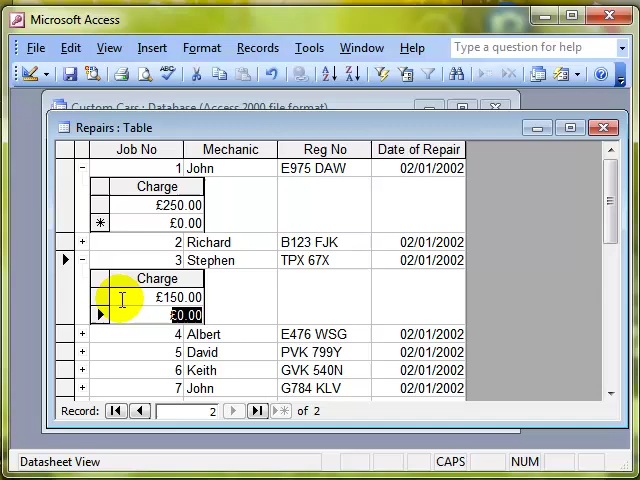 Microsoft Access
File Edit View Insert Format Records Tools Window Help Type a question for help
Custom Cars : Database (Access 2000 file format)
Repairs : Table
Job No Mechanic Reg No Date of Repair
1 John E975 DAW 02/01/2002
Charge
£250.00
£0.00
2 Richard B123 FJK 02/01/2002
3 Stephen TPX 67X 02/01/2002
Charge
£150.00
£0.00
4 Albert E476 WSG 02/01/2002
5 David PVK 799Y 02/01/2002
6 Keith GVK 540N 02/01/2002
7 John G784 KLV 02/01/2002
Record: 2 of 2
Datasheet View CAPS NUM